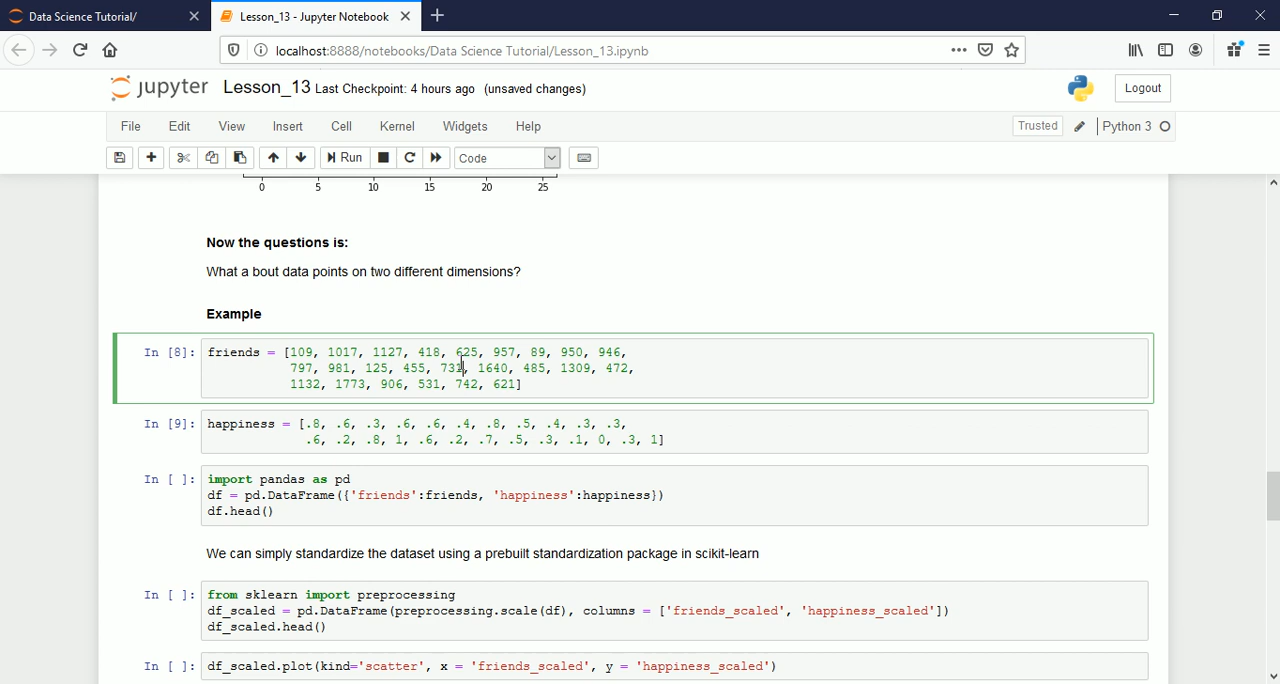 Data Science Tutorial/
Lesson_13 - Jupyter Notebook
localhost:8888/notebooks/Data Science Tutorial/Lesson_13.ipynb
jupyter Lesson_13 Last Checkpoint: 4 hours ago (unsaved changes)
Logout
File Edit View Insert Cell Kernel Widgets Help
Trusted Python 3
Run Code
0 5 10 15 20 25
Now the questions is:
What a bout data points on two different dimensions?
Example
In [8]: friends = [109, 1017, 1127, 418, 625, 957, 89, 950, 946,
797, 981, 125, 455, 731, 1640, 485, 1309, 472,
1132, 1773, 906, 531, 742, 621]
In [9]: happiness = [.8, .6, .3, .6, .6, .4, .8, .5, .4, .3, .3,
.6, .2, .8, 1, .6, .2, .7, .5, .3, .1, 0, .3, 1]
In [ ]: import pandas as pd
df = pd.DataFrame({'friends':friends, 'happiness':happiness})
df.head()
We can simply standardize the dataset using a prebuilt standardization package in scikit-learn
In [ ]: from sklearn import preprocessing
df_scaled = pd.DataFrame(preprocessing.scale(df), columns = ['friends_scaled', 'happiness_scaled'])
df_scaled.head()
In [ ]: df_scaled.plot(kind='scatter', x = 'friends_scaled', y = 'happiness_scaled')